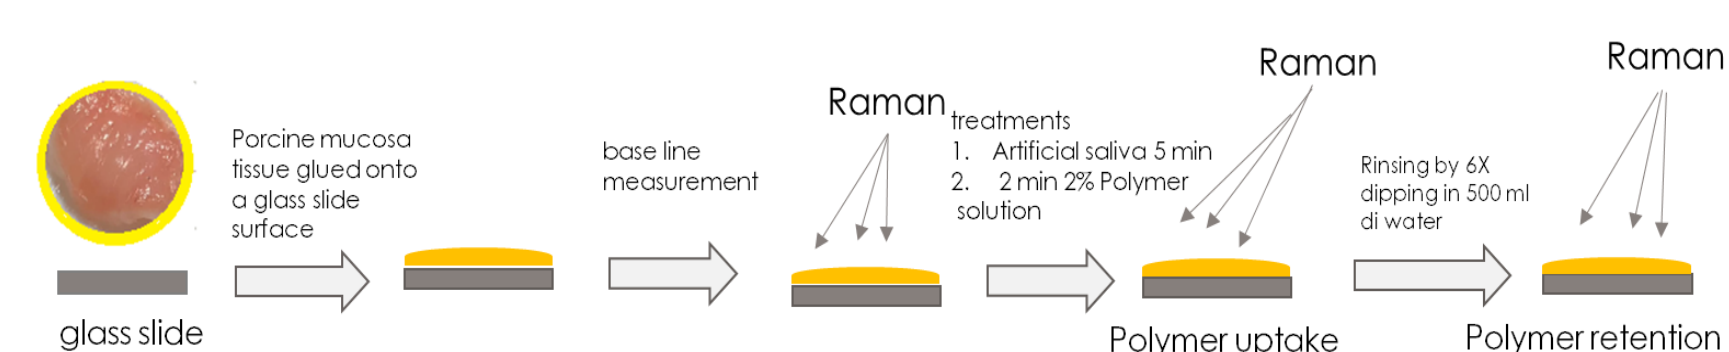 glass slide
Porcine mucosa
tissue glued onto
a glass slide
surface
base line
measurement
Raman
treatments
1. Artificial saliva 5 min
2. 2 min 2% Polymer
solution
Raman
Polymer uptake
Rinsing by 6X
dipping in 500 ml
di water
Raman
Polymer retention